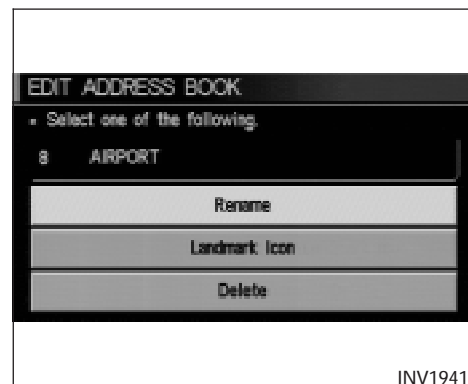 EDIT ADDRESS BOOK
▪ Select one of the following.
8 AIRPORT
Rename
Landmark Icon
Delete
INV1941